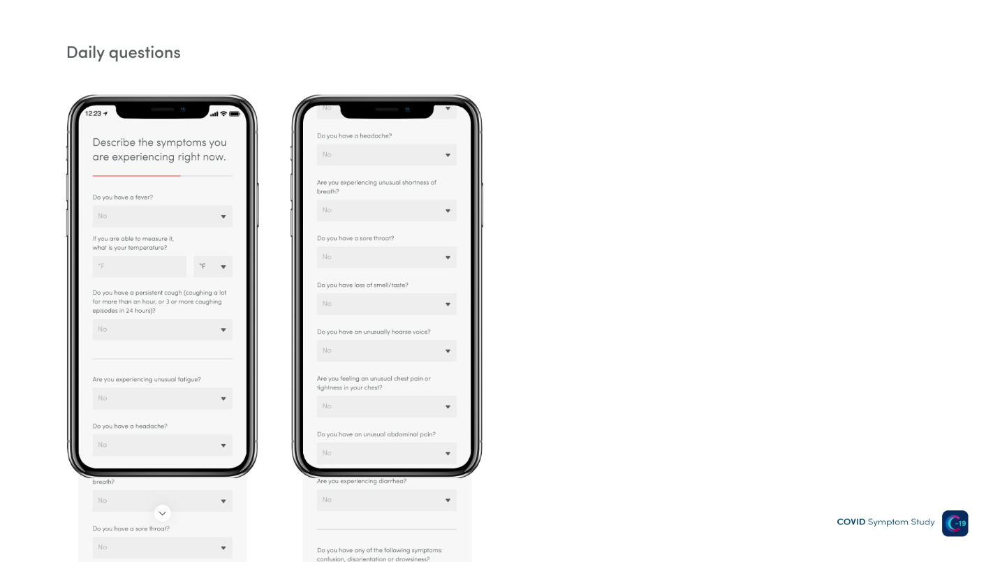 Daily questions
12:23
Describe the symptoms you
are experiencing right now.
Do you have a fever?
No
If you are able to measure it,
what is your temperature?
°F
°F
Do you have a persistent cough (coughing a lot
for more than an hour, or 3 or more coughing
episodes in 24 hours)?
No
Are you experiencing unusual fatigue?
No
Do you have a headache?
No
breath?
No
Do you have a sore throat?
No
No
Do you have a headache?
No
Are you experiencing unusual shortness of
breath?
No
Do you have a sore throat?
No
Do you have loss of smell/taste?
No
Do you have an unusually hoarse voice?
No
Are you feeling an unusual chest pain or
tightness in your chest?
No
Do you have an unusual abdominal pain?
No
Are you experiencing diarrhea?
No
Do you have any of the following symptoms:
confusion, disorientation or drowsiness?
COVID Symptom Study
C-19